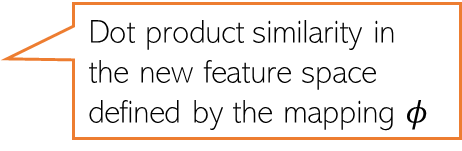 Dot product similarity in
the new feature space
defined by the mapping ϕ